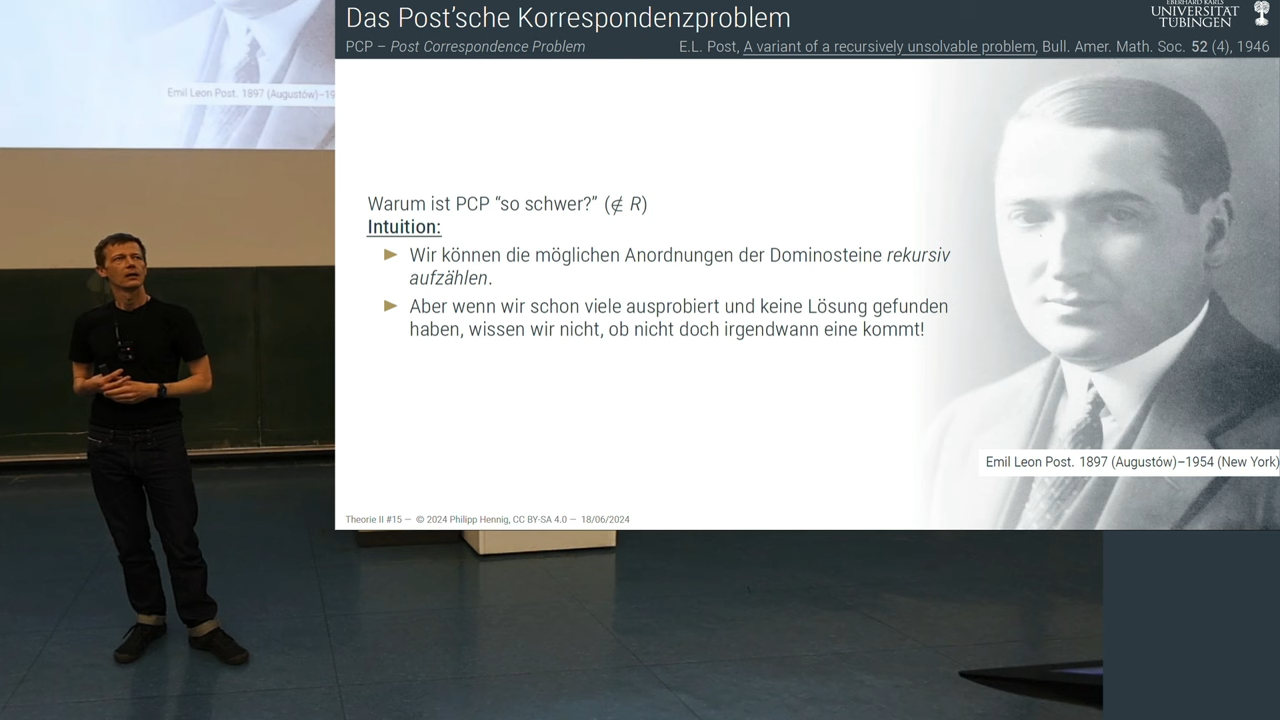 Das Post'sche Korrespondenzproblem
EBERHARD KARLS
UNIVERSITÄT
TÜBINGEN
PCP – Post Correspondence Problem
E.L. Post, A variant of a recursively unsolvable problem, Bull. Amer. Math. Soc. 52 (4), 1946
Emil Leon Post. 1897 (Augustów)–19
Warum ist PCP “so schwer?” (∉ R)
Intuition:
► Wir können die möglichen Anordnungen der Dominosteine rekursiv
aufzählen.
► Aber wenn wir schon viele ausprobiert und keine Lösung gefunden
haben, wissen wir nicht, ob nicht doch irgendwann eine kommt!
Emil Leon Post. 1897 (Augustów)–1954 (New York)
Theorie II #15 — © 2024 Philipp Hennig, CC BY-SA 4.0 — 18/06/2024